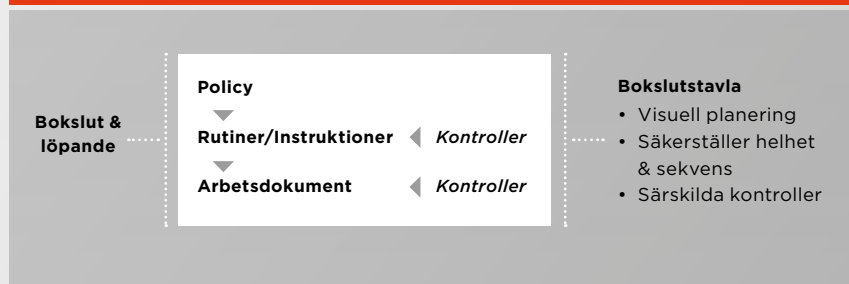 Bokslut &
löpande
Policy
Rutiner/Instruktioner
Kontroller
Arbetsdokument
Kontroller
Bokslutstavla
• Visuell planering
• Säkerställer helhet
& sekvens
• Särskilda kontroller